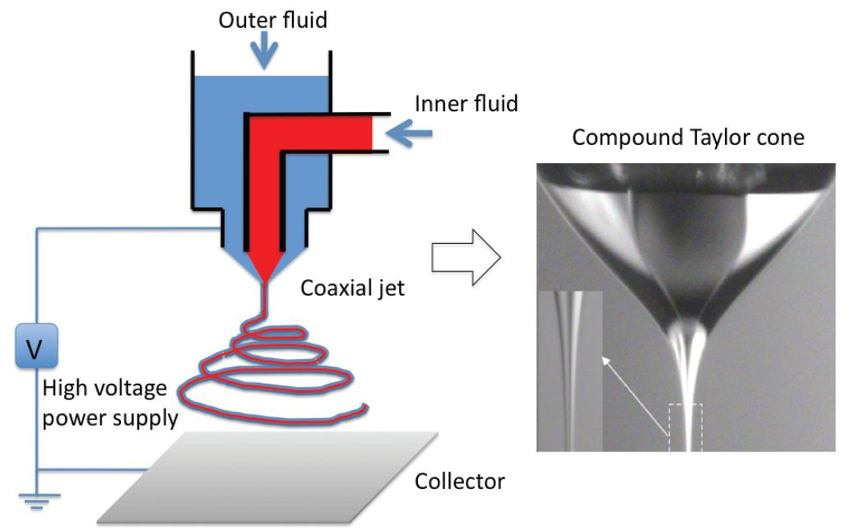 Outer fluid
Inner fluid
Compound Taylor cone
Coaxial jet
V
High voltage
power supply
Collector